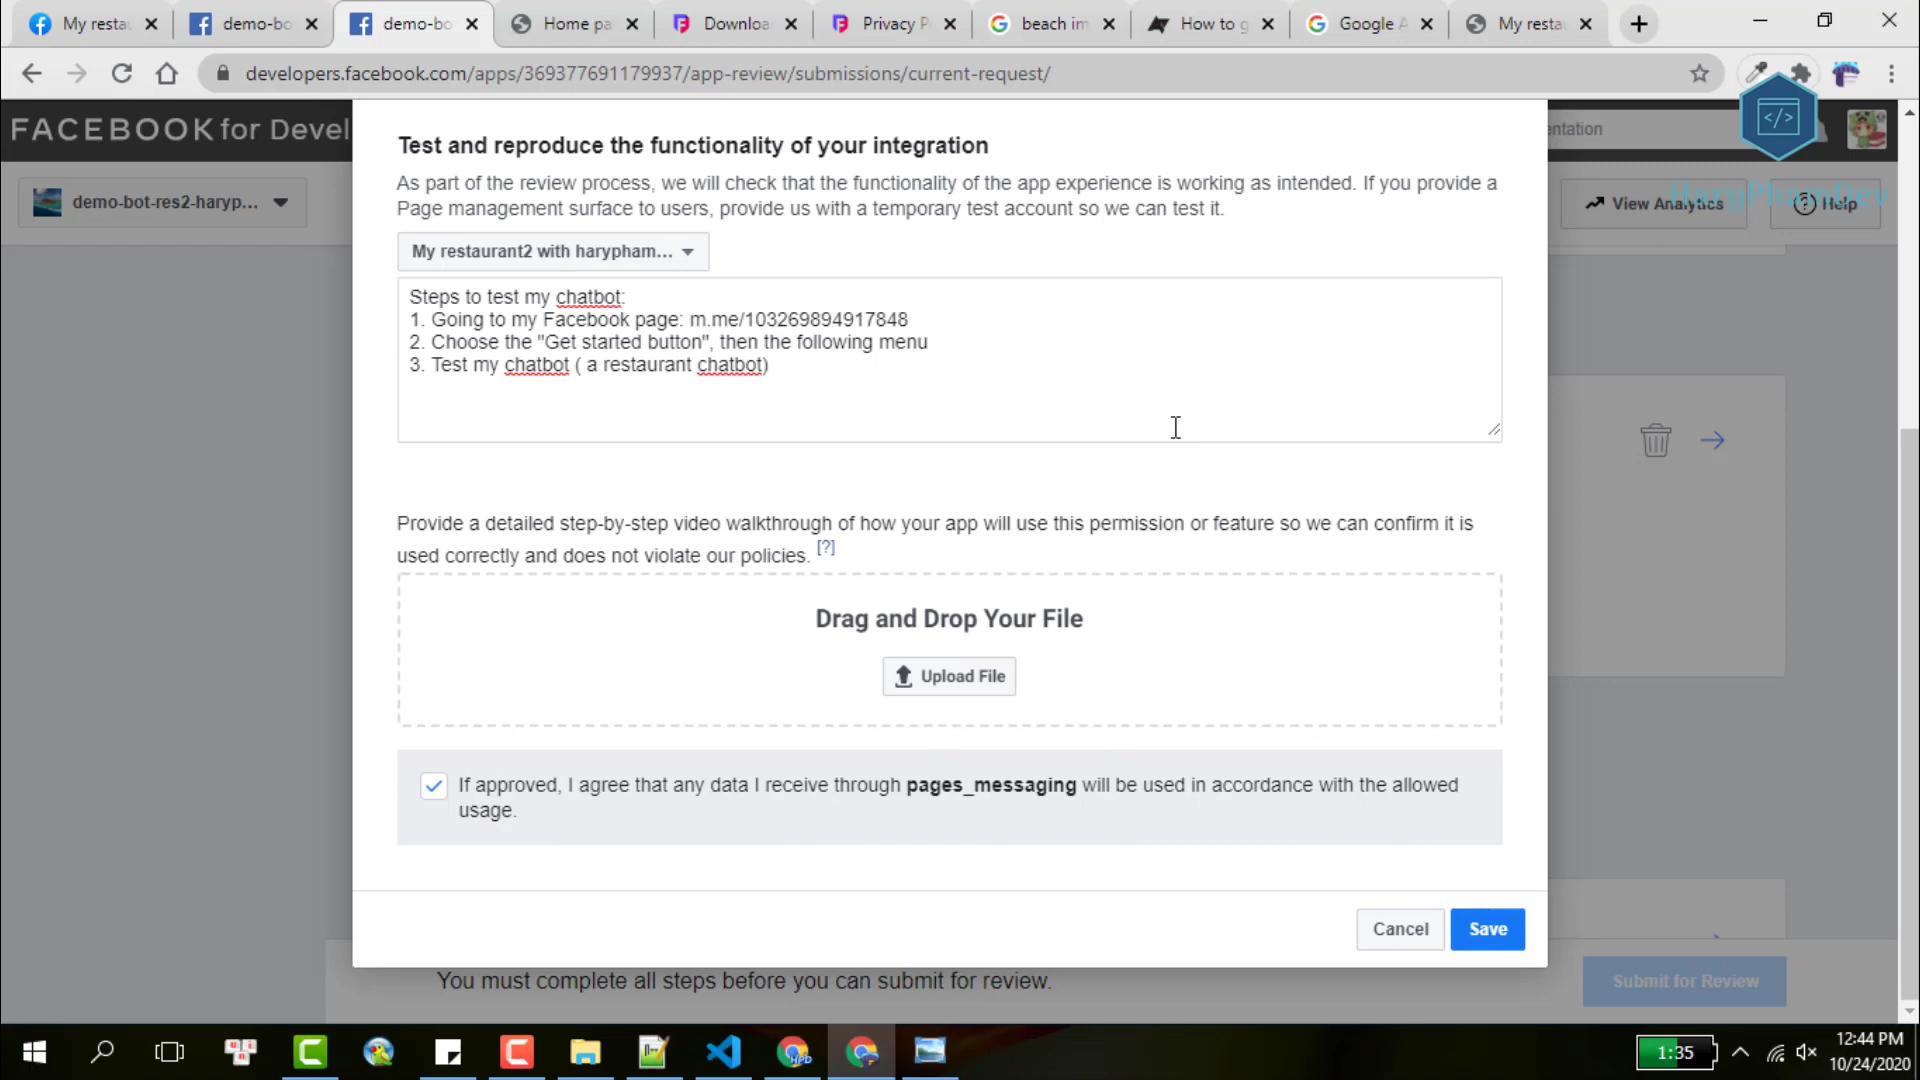 My resta
demo-bo
demo-bo
Home pa
Downloa
Privacy P
beach im
How to g
Google A
My resta
developers.facebook.com/apps/369377691179937/app-review/submissions/current-request/
FACEBOOK for Devel
entation
demo-bot-res2-haryp...
View Analytics
Help
HaryPhamDev
Test and reproduce the functionality of your integration
As part of the review process, we will check that the functionality of the app experience is working as intended. If you provide a
Page management surface to users, provide us with a temporary test account so we can test it.
My restaurant2 with harypham...
Steps to test my chatbot:
1. Going to my Facebook page: m.me/103269894917848
2. Choose the "Get started button", then the following menu
3. Test my chatbot ( a restaurant chatbot)
Provide a detailed step-by-step video walkthrough of how your app will use this permission or feature so we can confirm it is
used correctly and does not violate our policies. [?]
Drag and Drop Your File
Upload File
If approved, I agree that any data I receive through pages_messaging will be used in accordance with the allowed
usage.
Cancel
Save
You must complete all steps before you can submit for review.
Submit for Review
1:35
12:44 PM
10/24/2020